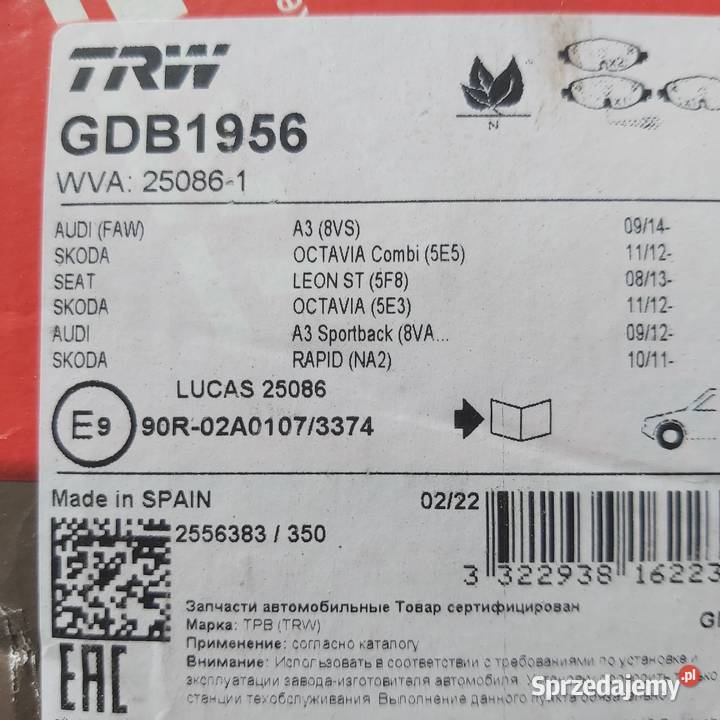 TRW
GDB1956
WVA: 25086-1
N
x2
AUDI (FAW) A3 (8VS) 09/14-
SKODA OCTAVIA Combi (5E5) 11/12-
SEAT LEON ST (5F8) 08/13-
SKODA OCTAVIA (5E3) 11/12-
AUDI A3 Sportback (8VA... 09/12-
SKODA RAPID (NA2) 10/11-
LUCAS 25086
E9 90R-02A0107/3374
Made in SPAIN 02/22
2556383 / 350
3 322938 16223
Запчасти автомобильные Товар сертифицирован
Марка: ТРВ (TRW)
Применение: согласно каталогу
Внимание: Использовать в соответствии с требованиями по установке и
эксплуатации завода-изготовителя автомобиля. только
станции техобслуживания. Выполнение данного пункта обязательно
EAC
Sprzedajemy.pl